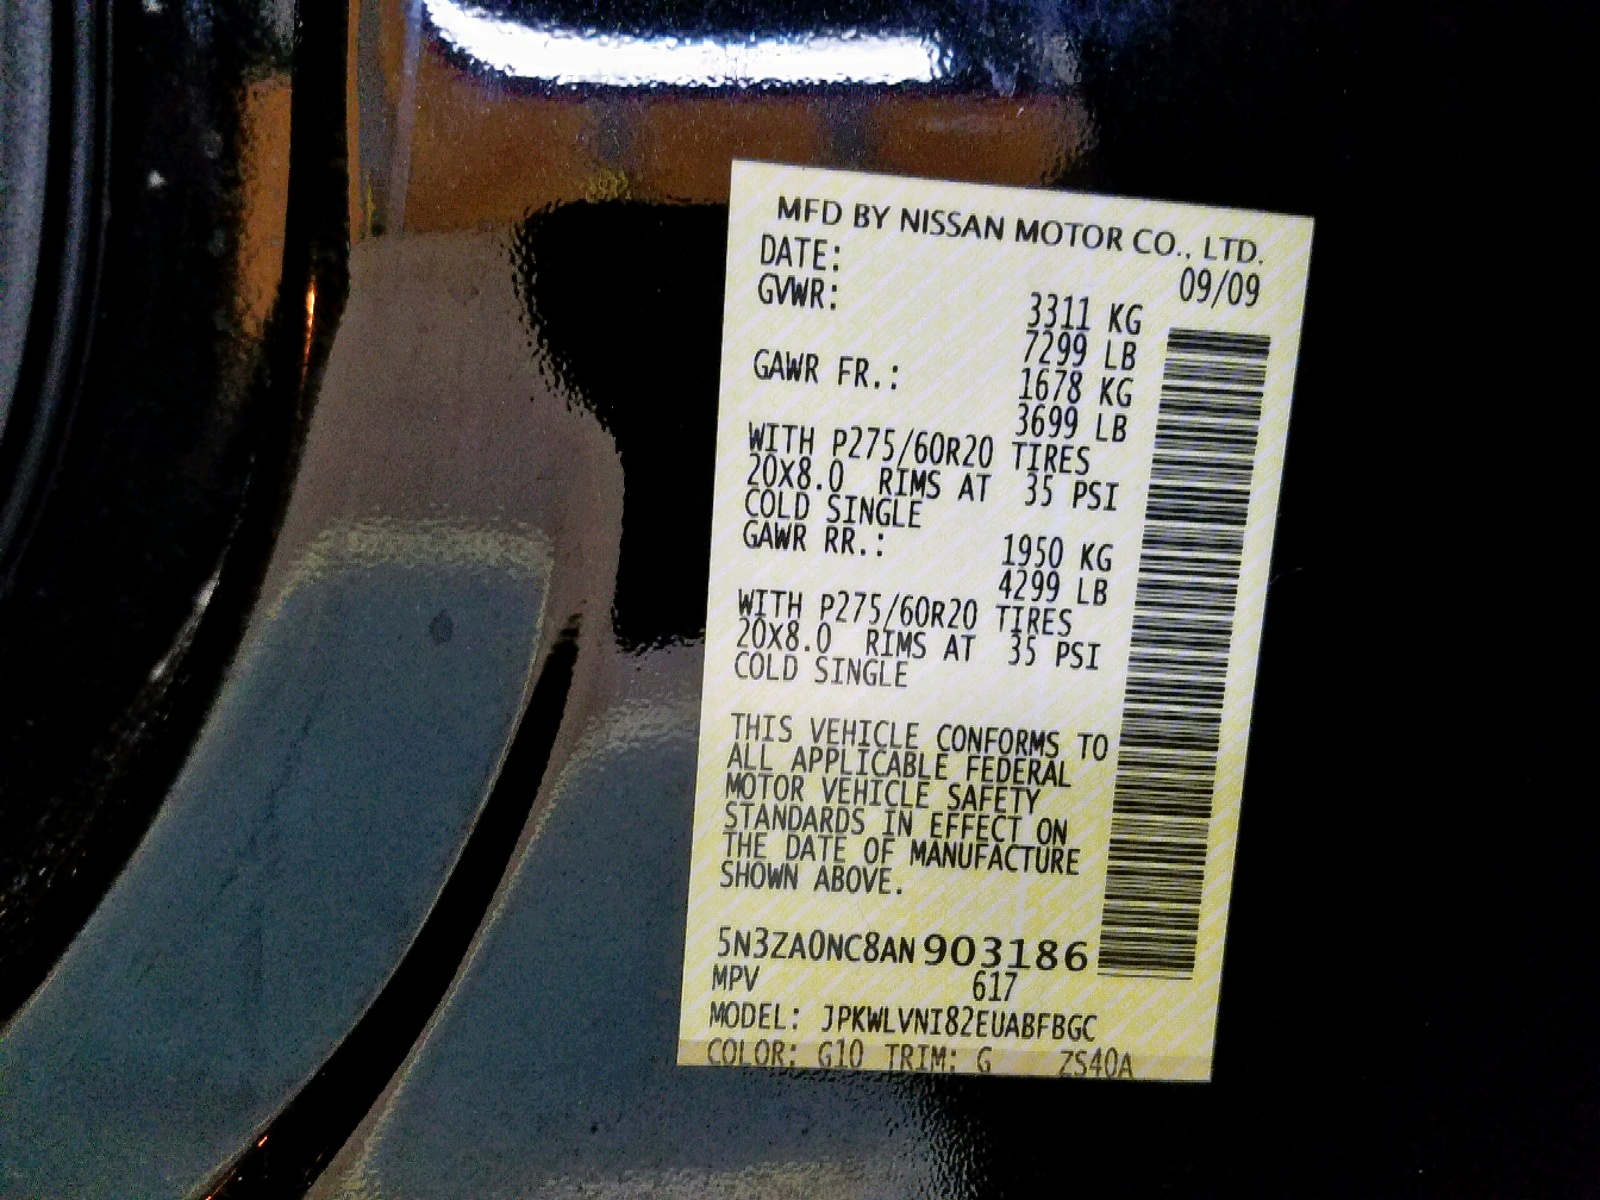 MFD BY NISSAN MOTOR CO., LTD.
DATE: 09/09
GVWR: 3311 KG
7299 LB
GAWR FR.: 1678 KG
3699 LB
WITH P275/60R20 TIRES
20X8.0 RIMS AT 35 PSI
COLD SINGLE
GAWR RR.: 1950 KG
4299 LB
WITH P275/60R20 TIRES
20X8.0 RIMS AT 35 PSI
COLD SINGLE
THIS VEHICLE CONFORMS TO
ALL APPLICABLE FEDERAL
MOTOR VEHICLE SAFETY
STANDARDS IN EFFECT ON
THE DATE OF MANUFACTURE
SHOWN ABOVE.
5N3ZA0NC8AN903186
MPV 617
MODEL: JPKWLVNI82EUABFBGC
COLOR: G10 TRIM: G ZS40A